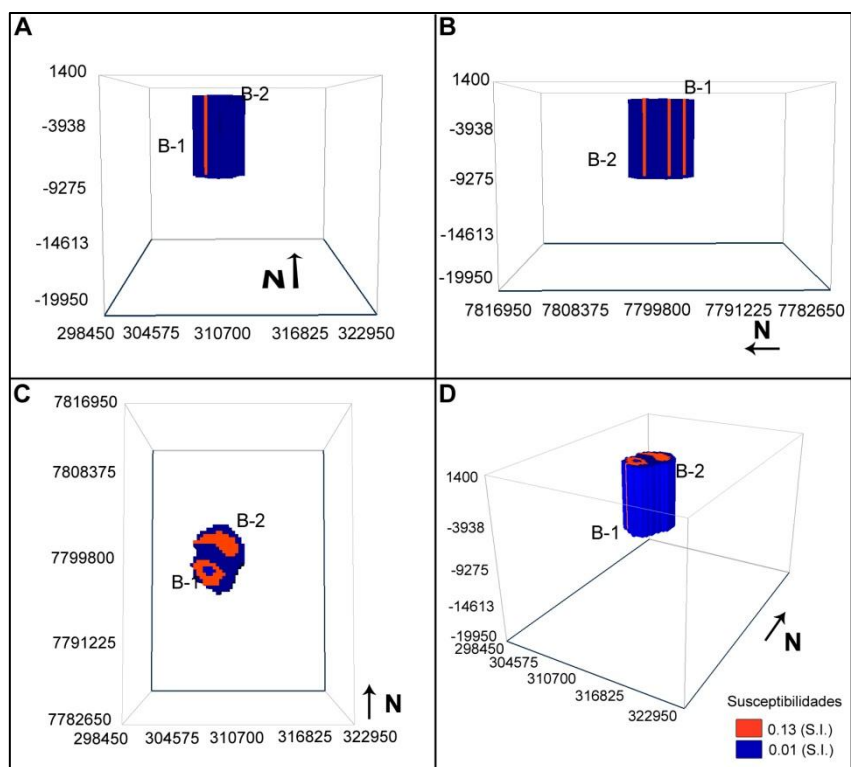 A
1400
-3938
-9275
-14613
-19950
B-2
B-1
N
298450 304575 310700 316825 322950
B
1400
-3938
-9275
-14613
-19950
B-1
B-2
7816950 7808375 7799800 7791225 7782650
N
C
7816950
7808375
7799800
7791225
7782650
B-2
B-1
N
298450 304575 310700 316825 322950
D
1400
-3938
-9275
-14613
-19950
B-2
B-1
298450
304575
310700
316825
322950
N
Susceptibilidades
0.13 (S.I.)
0.01 (S.I.)